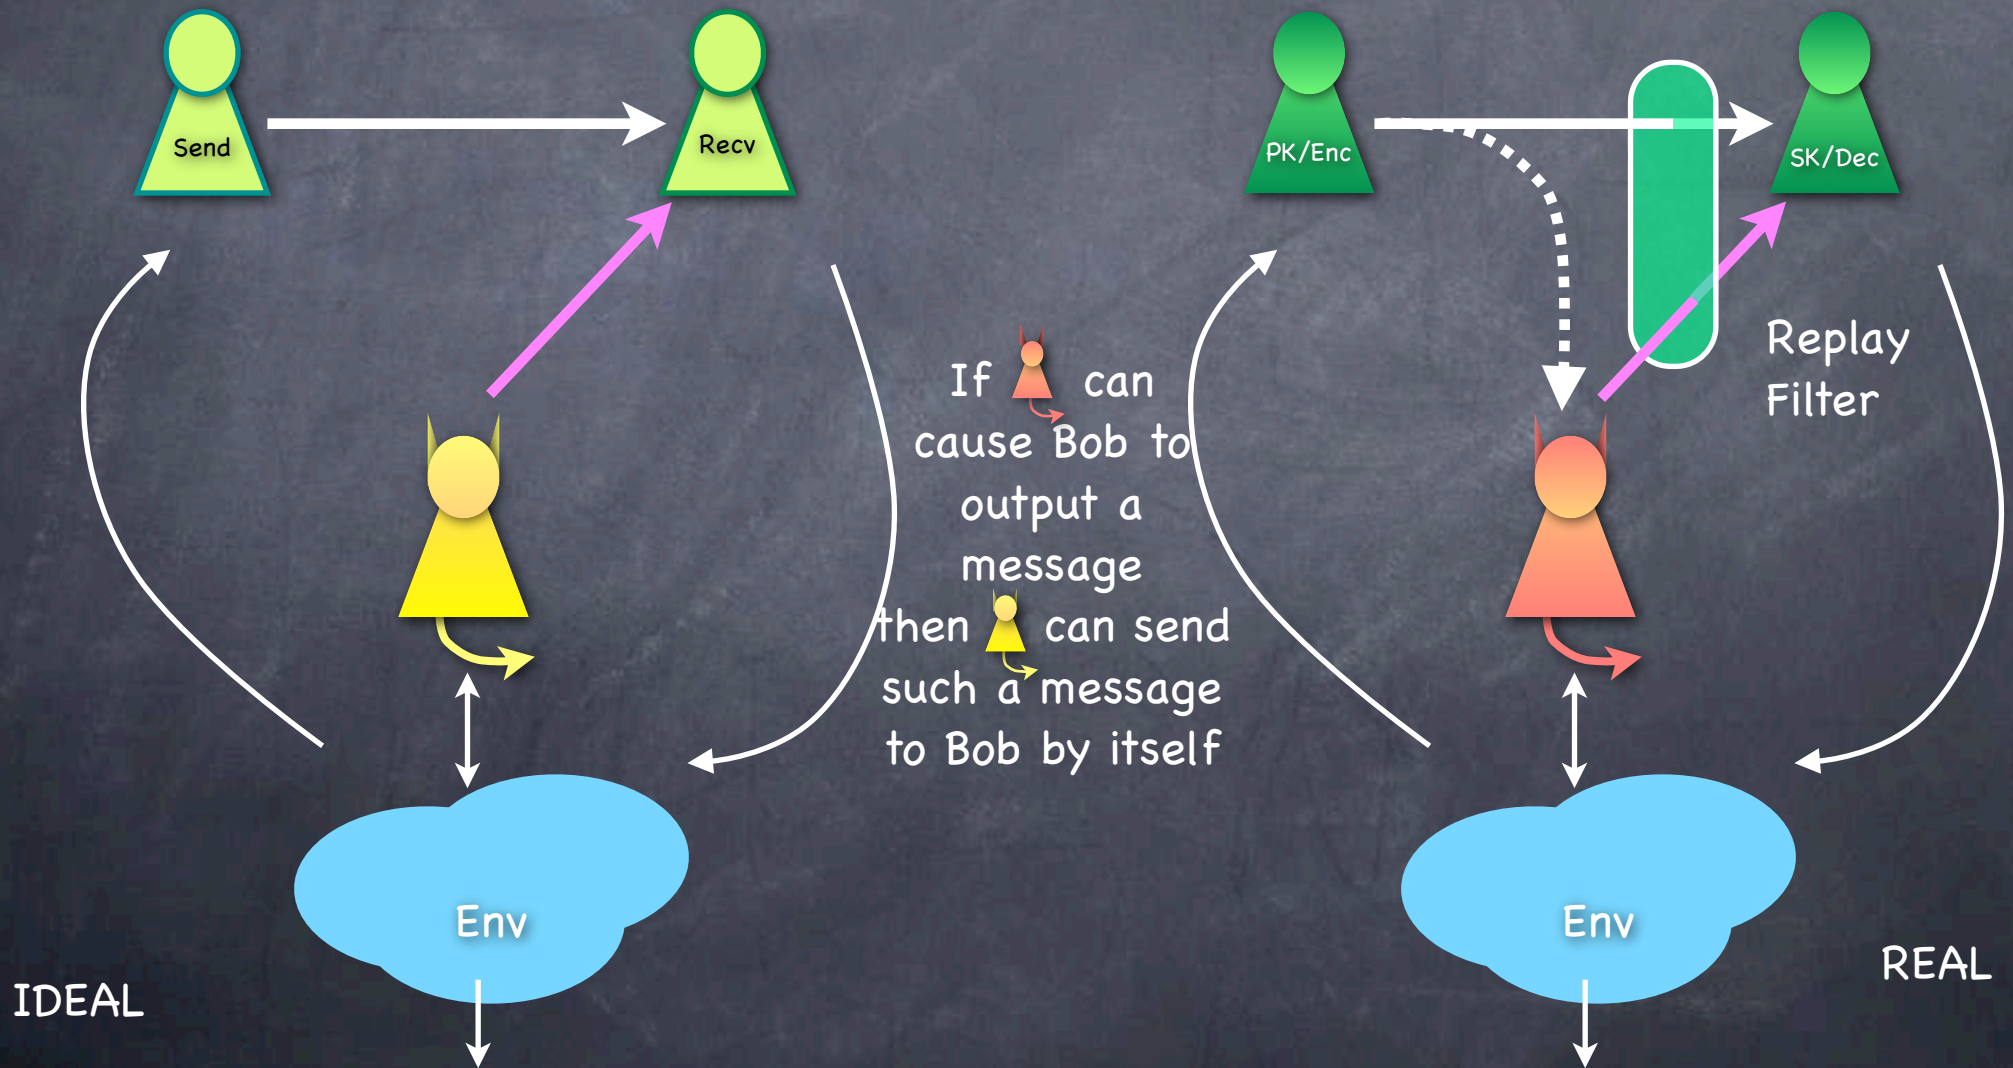 Send
Recv
PK/Enc
SK/Dec
Replay
Filter
If can
cause Bob to
output a
message
then can send
such a message
to Bob by itself
Env
Env
IDEAL
REAL